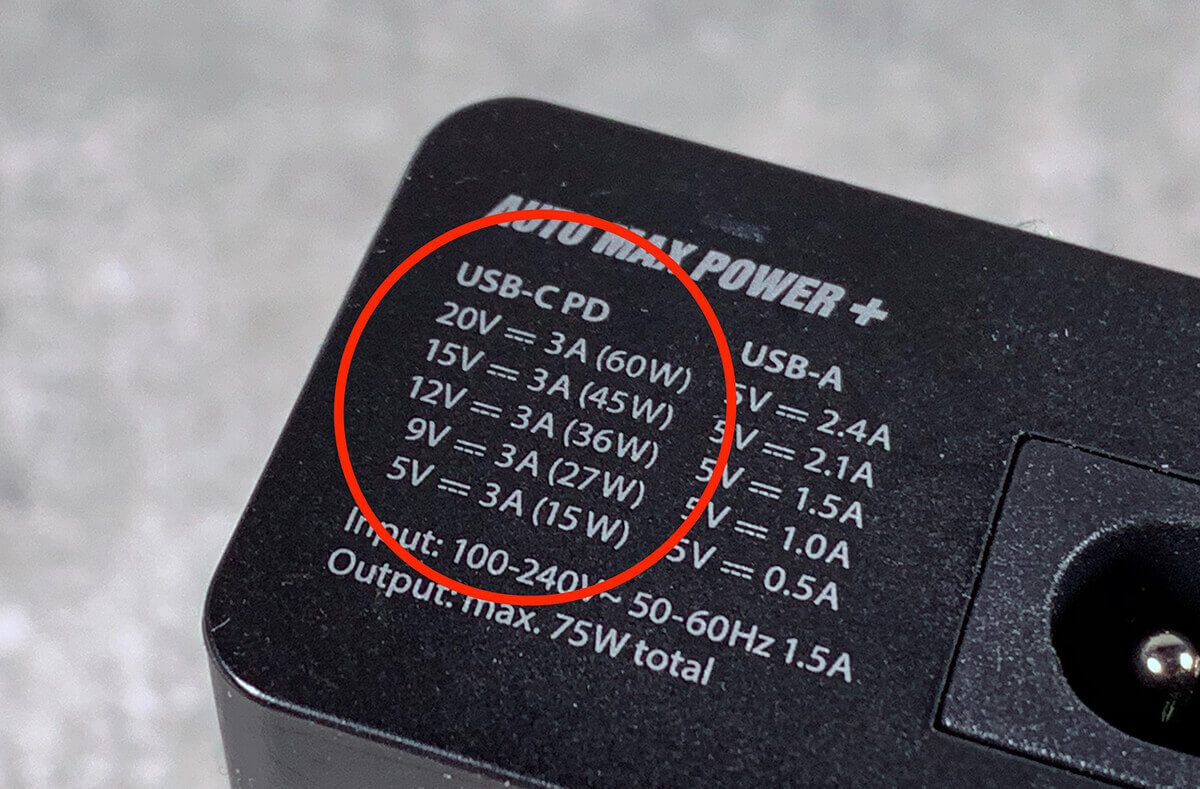 AUTO MAX POWER +
USB-C PD
20V ⎓ 3A (60W)
15V ⎓ 3A (45W)
12V ⎓ 3A (36W)
9V ⎓ 3A (27W)
5V ⎓ 3A (15W)
USB-A
5V ⎓ 2.4A
5V ⎓ 2.1A
5V ⎓ 1.5A
5V ⎓ 1.0A
5V ⎓ 0.5A
Input: 100-240V~ 50-60Hz 1.5A
Output: max. 75W total